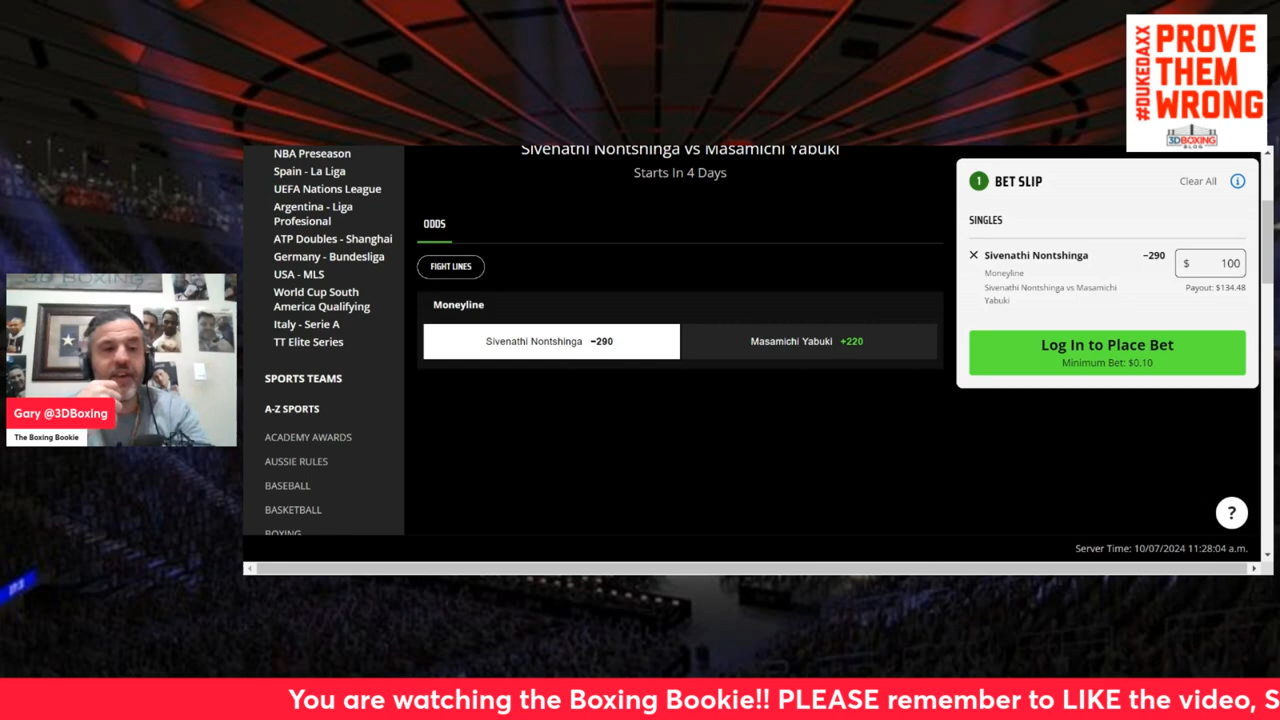 #DUKEDAXX
PROVE
THEM
WRONG
3DBOXING
BLOG
NBA Preseason
Spain - La Liga
UEFA Nations League
Argentina - Liga
Profesional
ATP Doubles - Shanghai
Germany - Bundesliga
USA - MLS
World Cup South
America Qualifying
Italy - Serie A
TT Elite Series
SPORTS TEAMS
A-Z SPORTS
ACADEMY AWARDS
AUSSIE RULES
BASEBALL
BASKETBALL
BOXING
Sivenathi Nontshinga vs Masamichi Yabuki
Starts In 4 Days
ODDS
FIGHT LINES
Moneyline
Sivenathi Nontshinga −290
Masamichi Yabuki +220
1 BET SLIP Clear All
SINGLES
Sivenathi Nontshinga −290 $ 100
Moneyline
Sivenathi Nontshinga vs Masamichi Payout: $134.48
Yabuki
Log In to Place Bet
Minimum Bet: $0.10
?
Server Time: 10/07/2024 11:28:04 a.m.
3D BOXING
Gary @3DBoxing
The Boxing Bookie
You are watching the Boxing Bookie!! PLEASE remember to LIKE the video, S